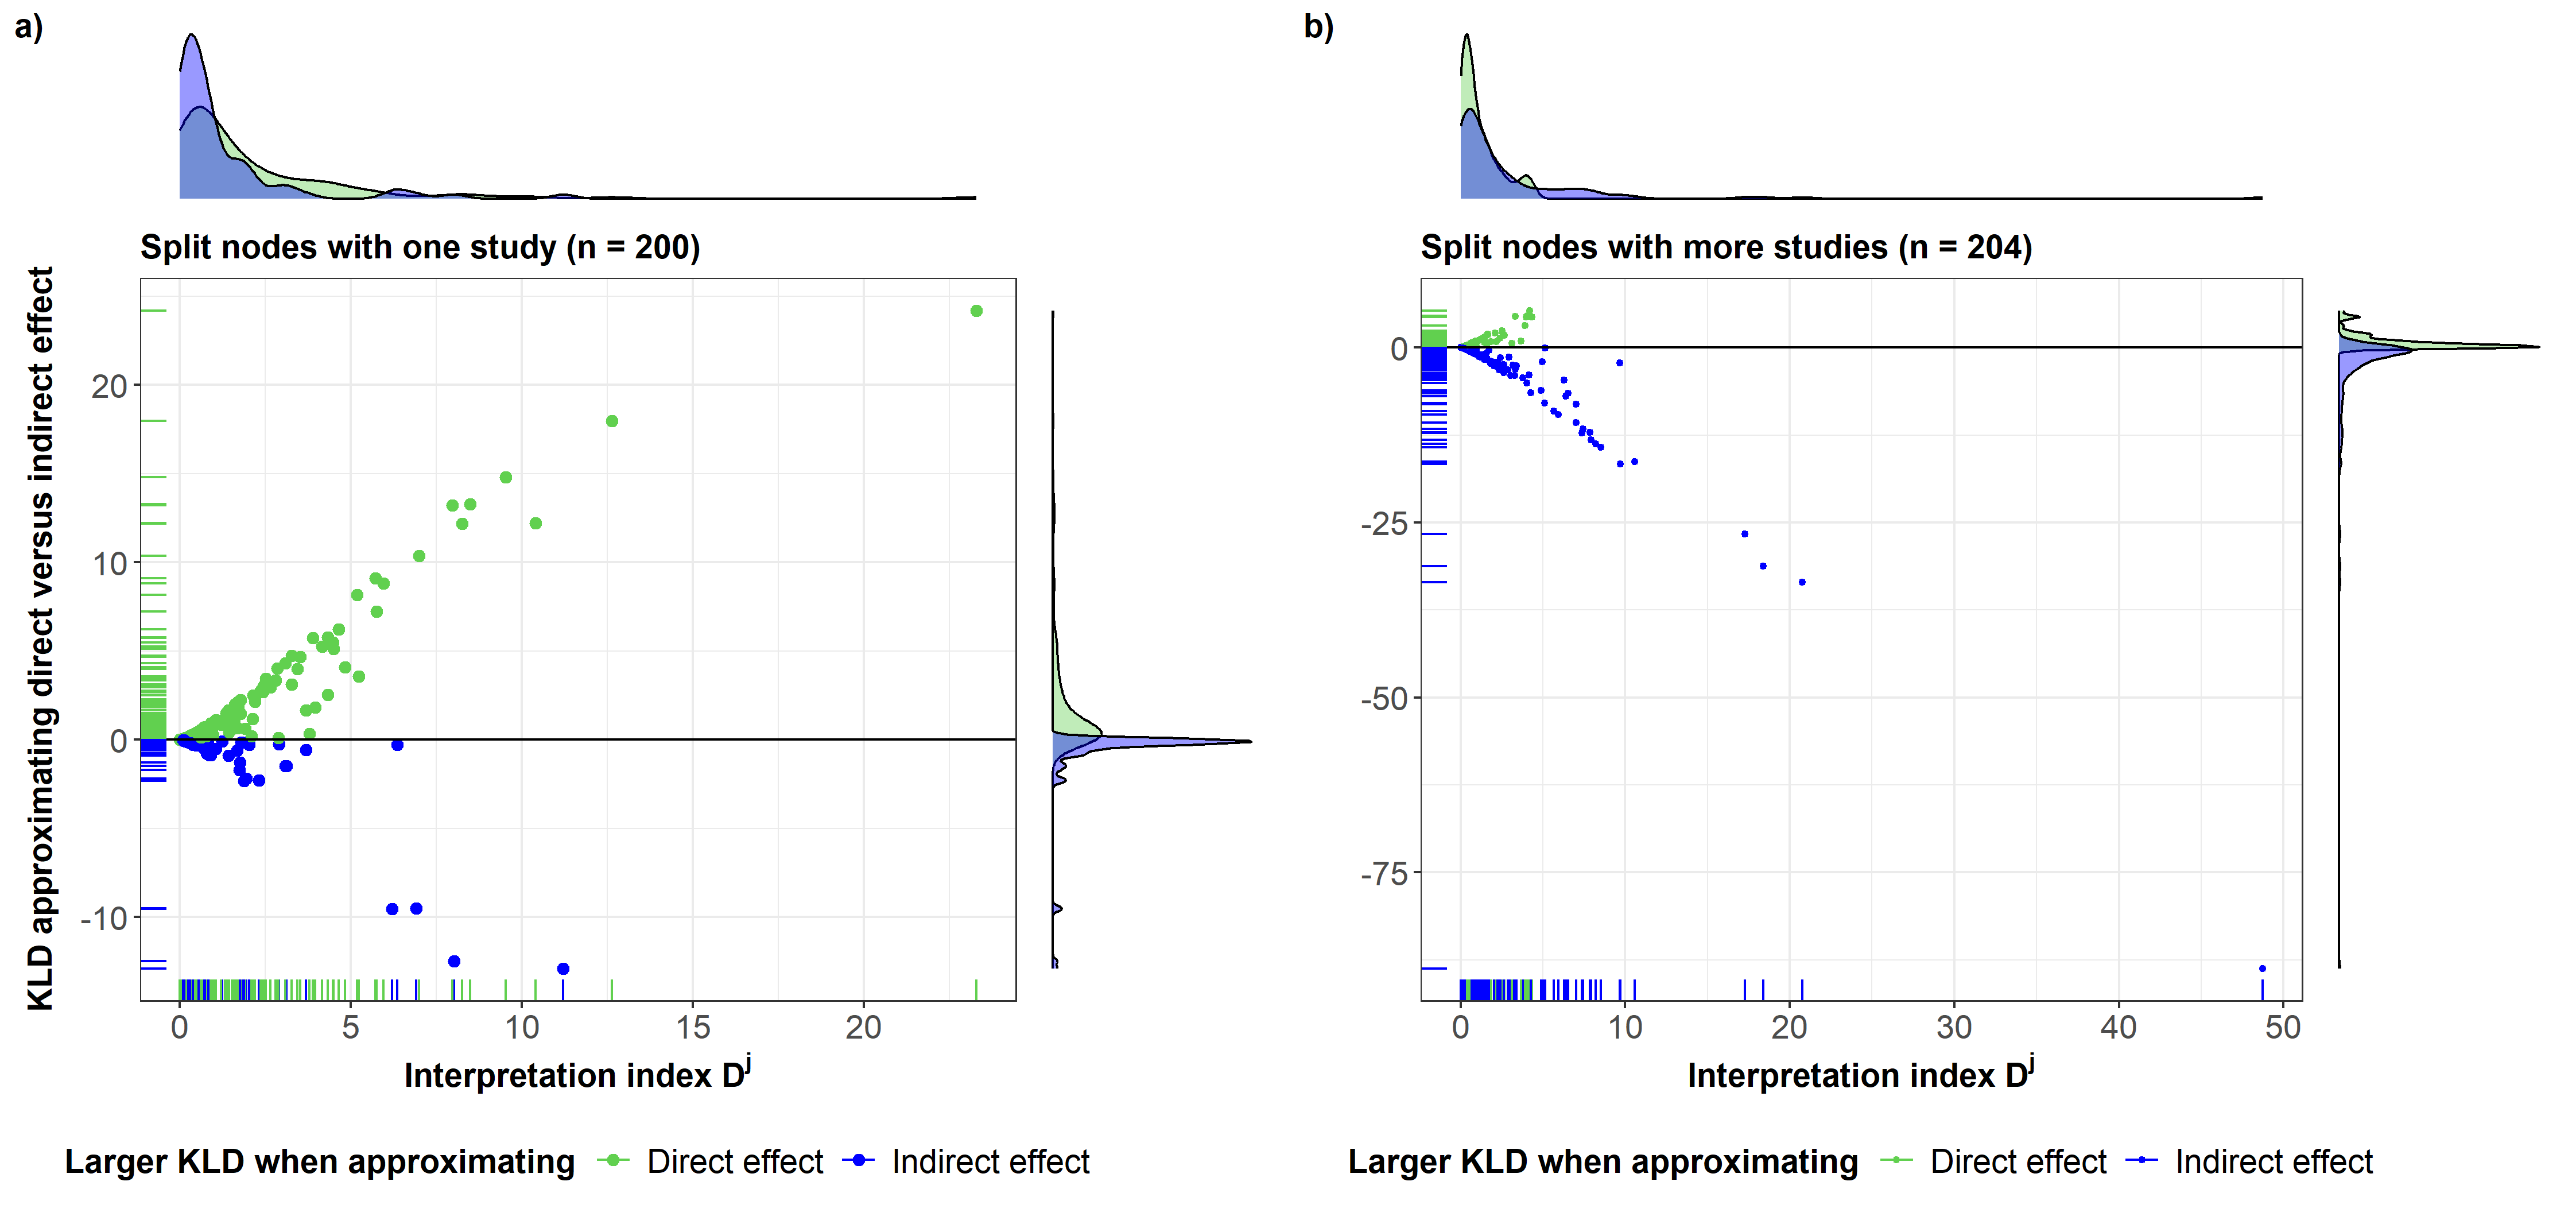 a)
Split nodes with one study (n = 200)
KLD approximating direct versus indirect effect
20
10
0
-10
0 5 10 15 20
Interpretation index D^j
Larger KLD when approximating Direct effect Indirect effect
b)
Split nodes with more studies (n = 204)
0
-25
-50
-75
0 10 20 30 40 50
Interpretation index D^j
Larger KLD when approximating Direct effect Indirect effect